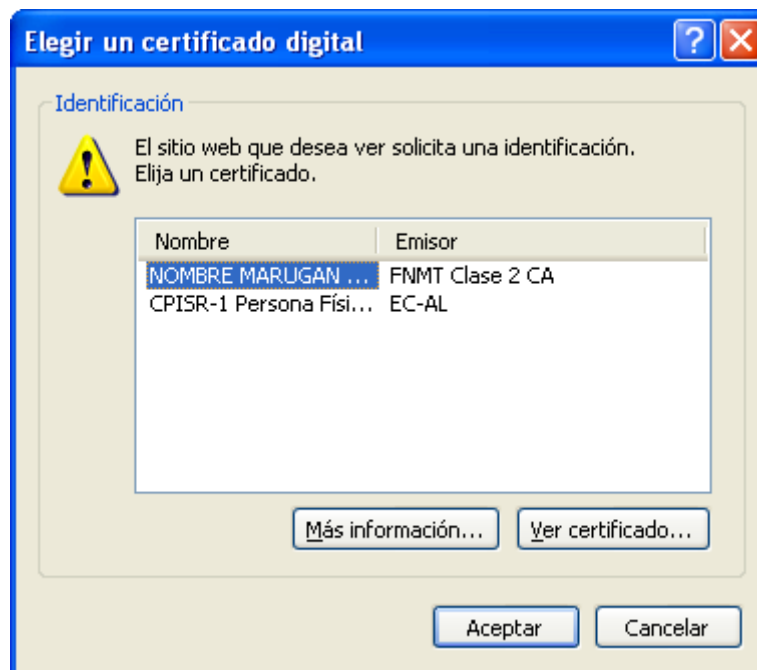 Elegir un certificado digital
Identificación
El sitio web que desea ver solicita una identificación.
Elija un certificado.
Nombre Emisor
NOMBRE MARUGAN ... FNMT Clase 2 CA
CPISR-1 Persona Físi... EC-AL
Más información... Ver certificado...
Aceptar Cancelar